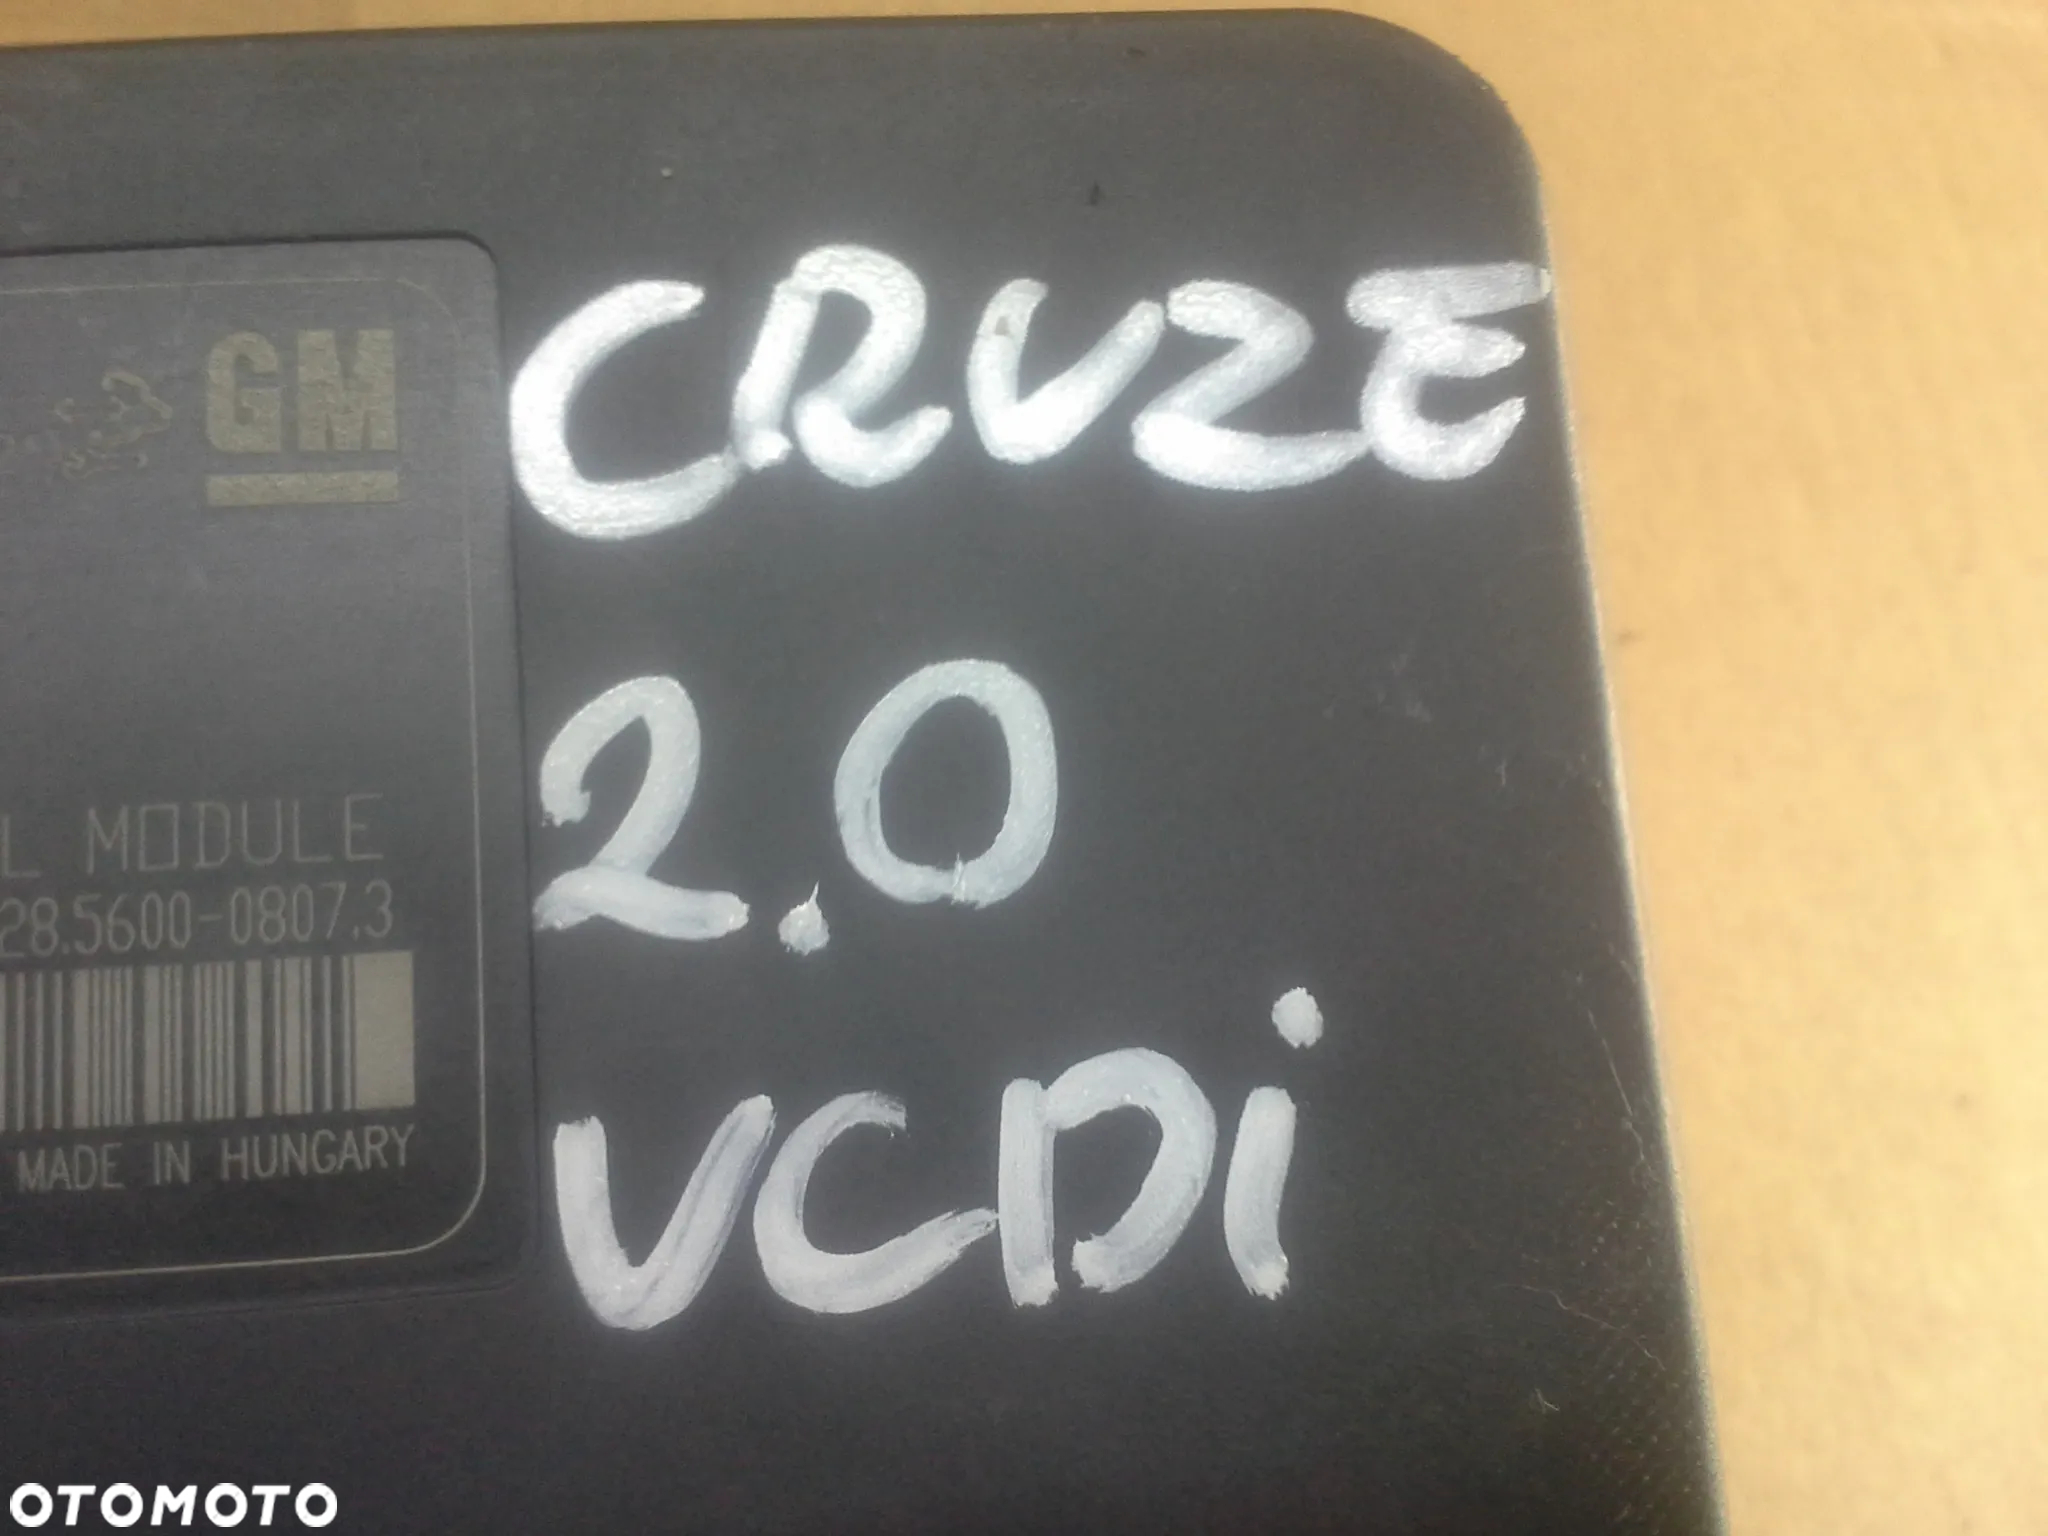 GM
CRUZE
2.0
VCDi
L MODULE
28.5600-0807.3
MADE IN HUNGARY
OTOMOTO